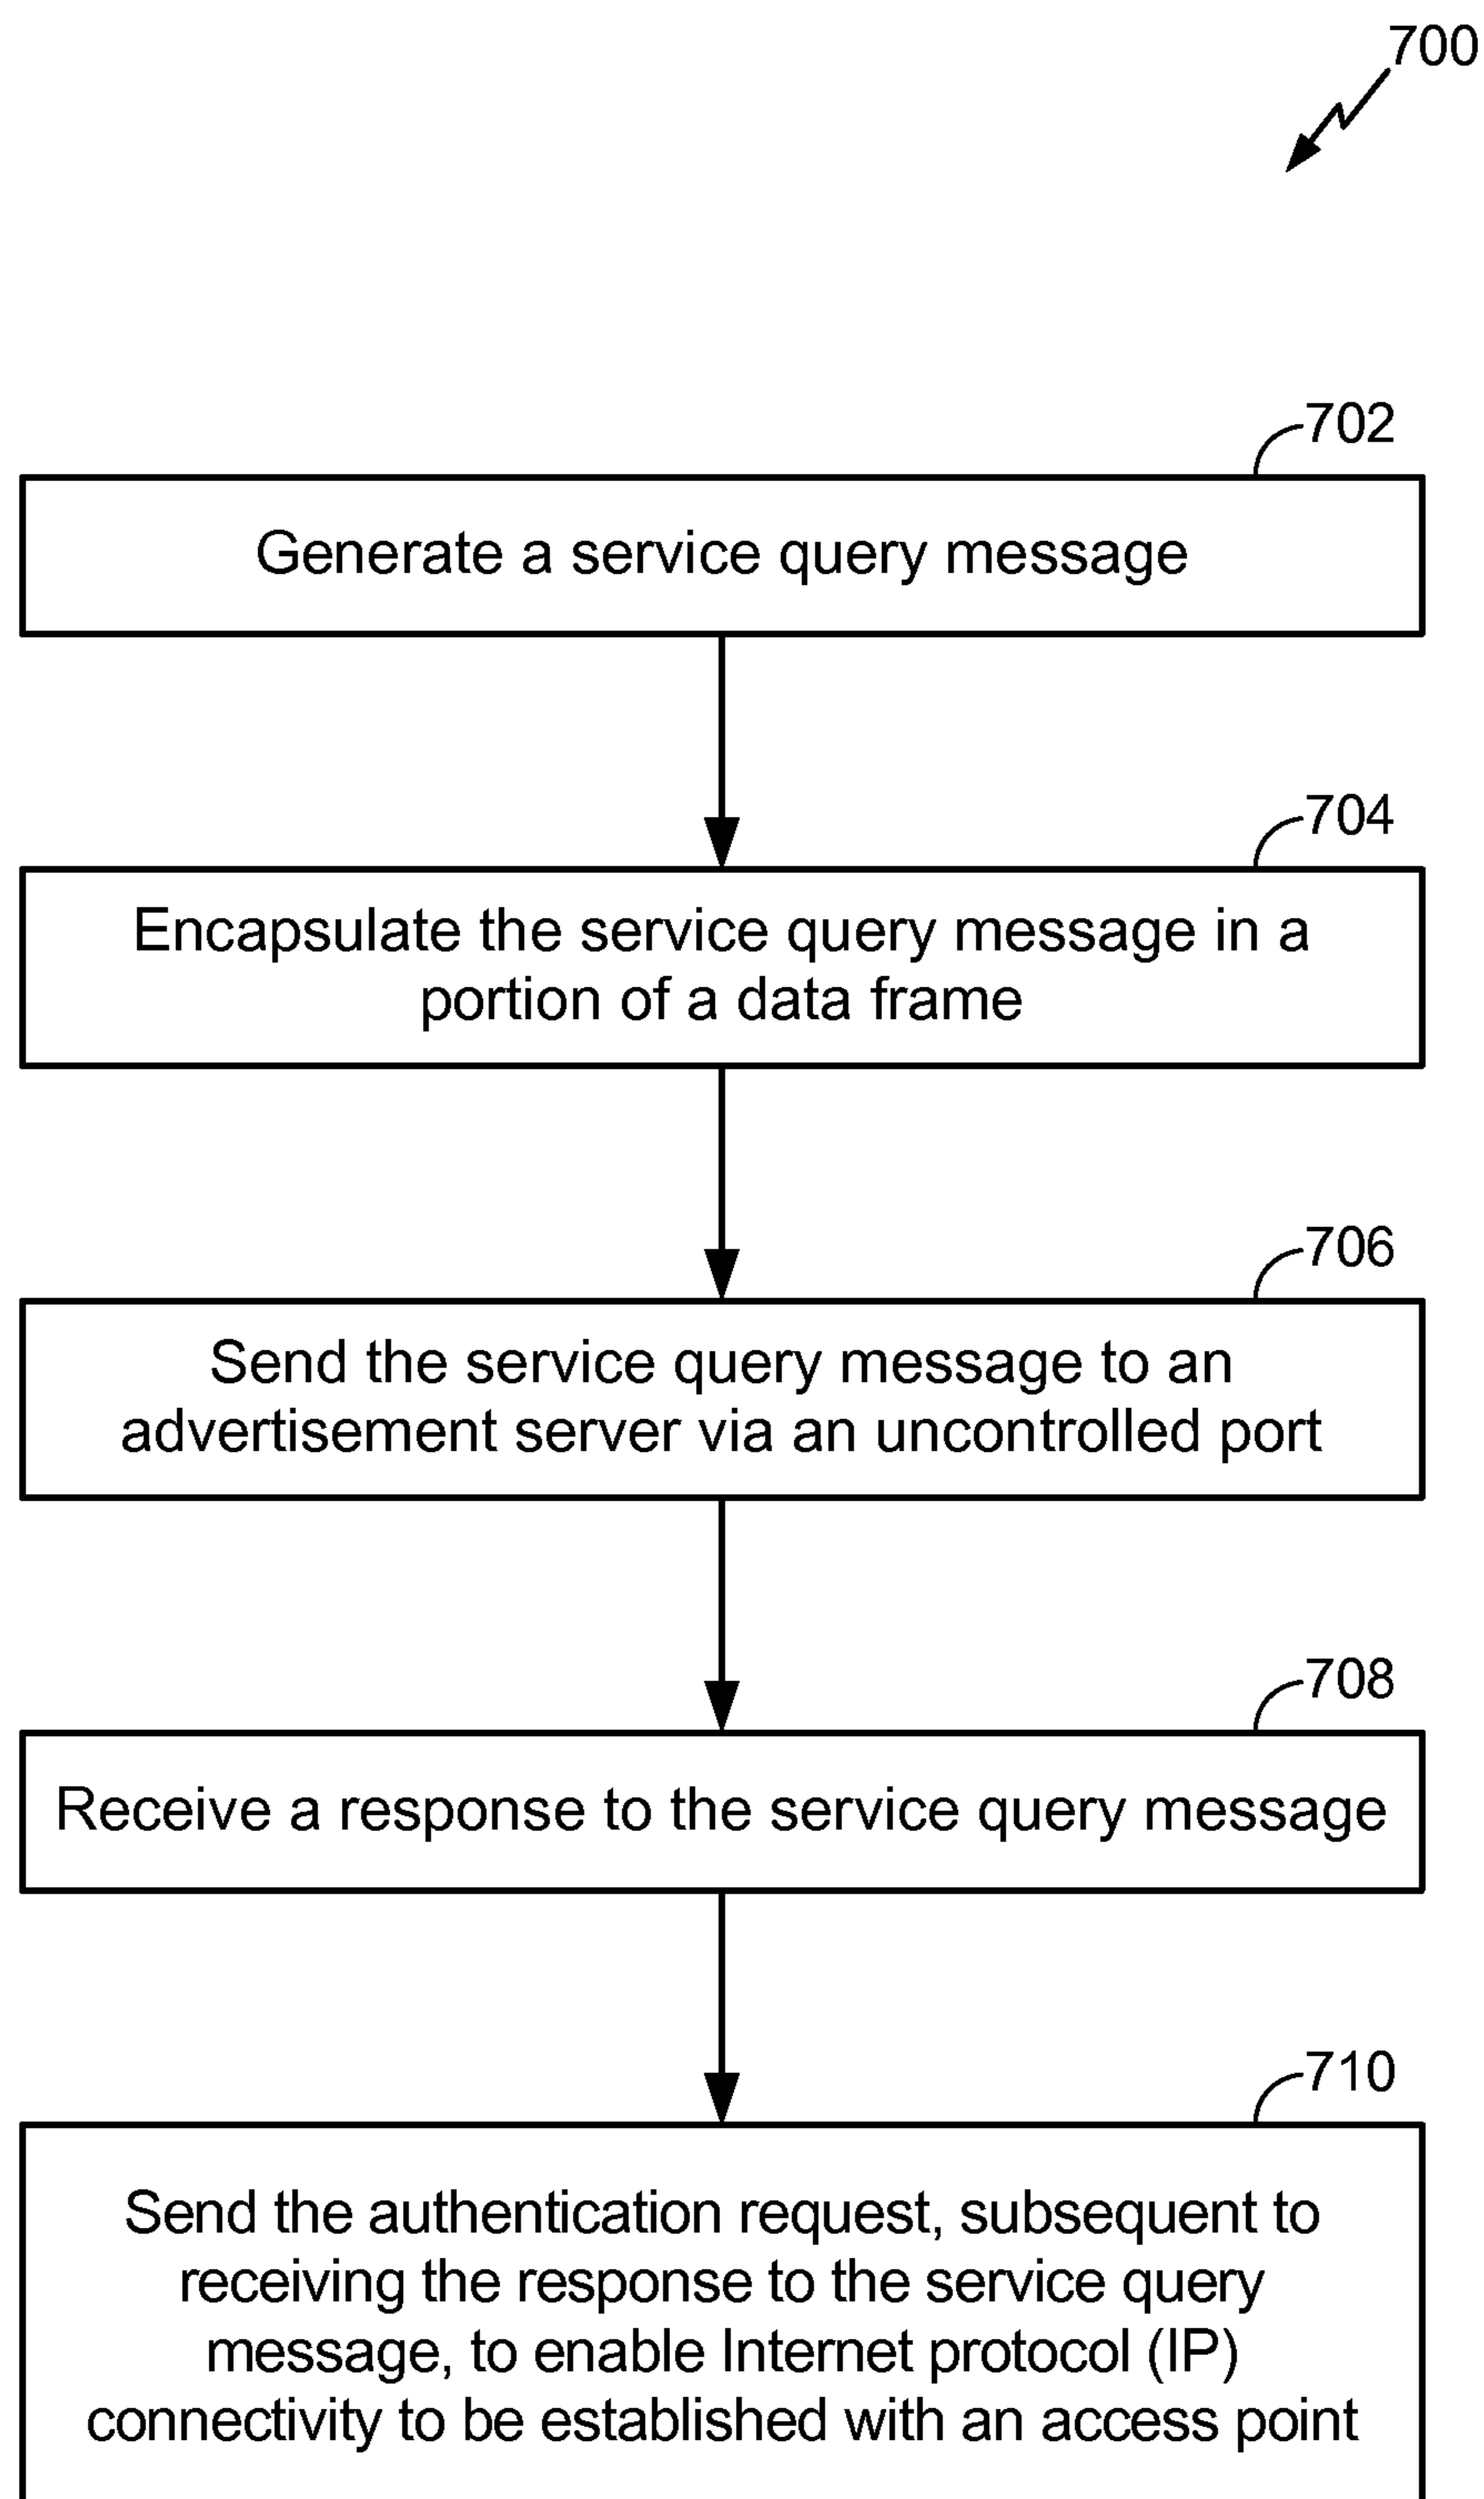 700
702
Generate a service query message
704
Encapsulate the service query message in a
portion of a data frame
706
Send the service query message to an
advertisement server via an uncontrolled port
708
Receive a response to the service query message
710
Send the authentication request, subsequent to
receiving the response to the service query
message, to enable Internet protocol (IP)
connectivity to be established with an access point